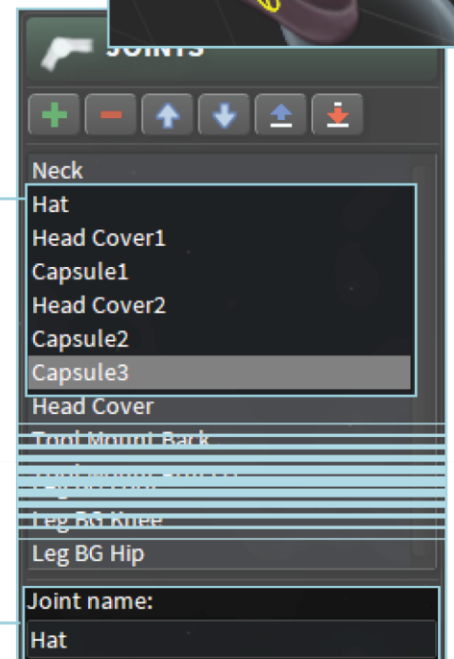 JOINTS
Neck
Hat
Head Cover1
Capsule1
Head Cover2
Capsule2
Capsule3
Head Cover
Tool Mount Back
Leg BG Knee
Leg BG Hip
Joint name:
Hat